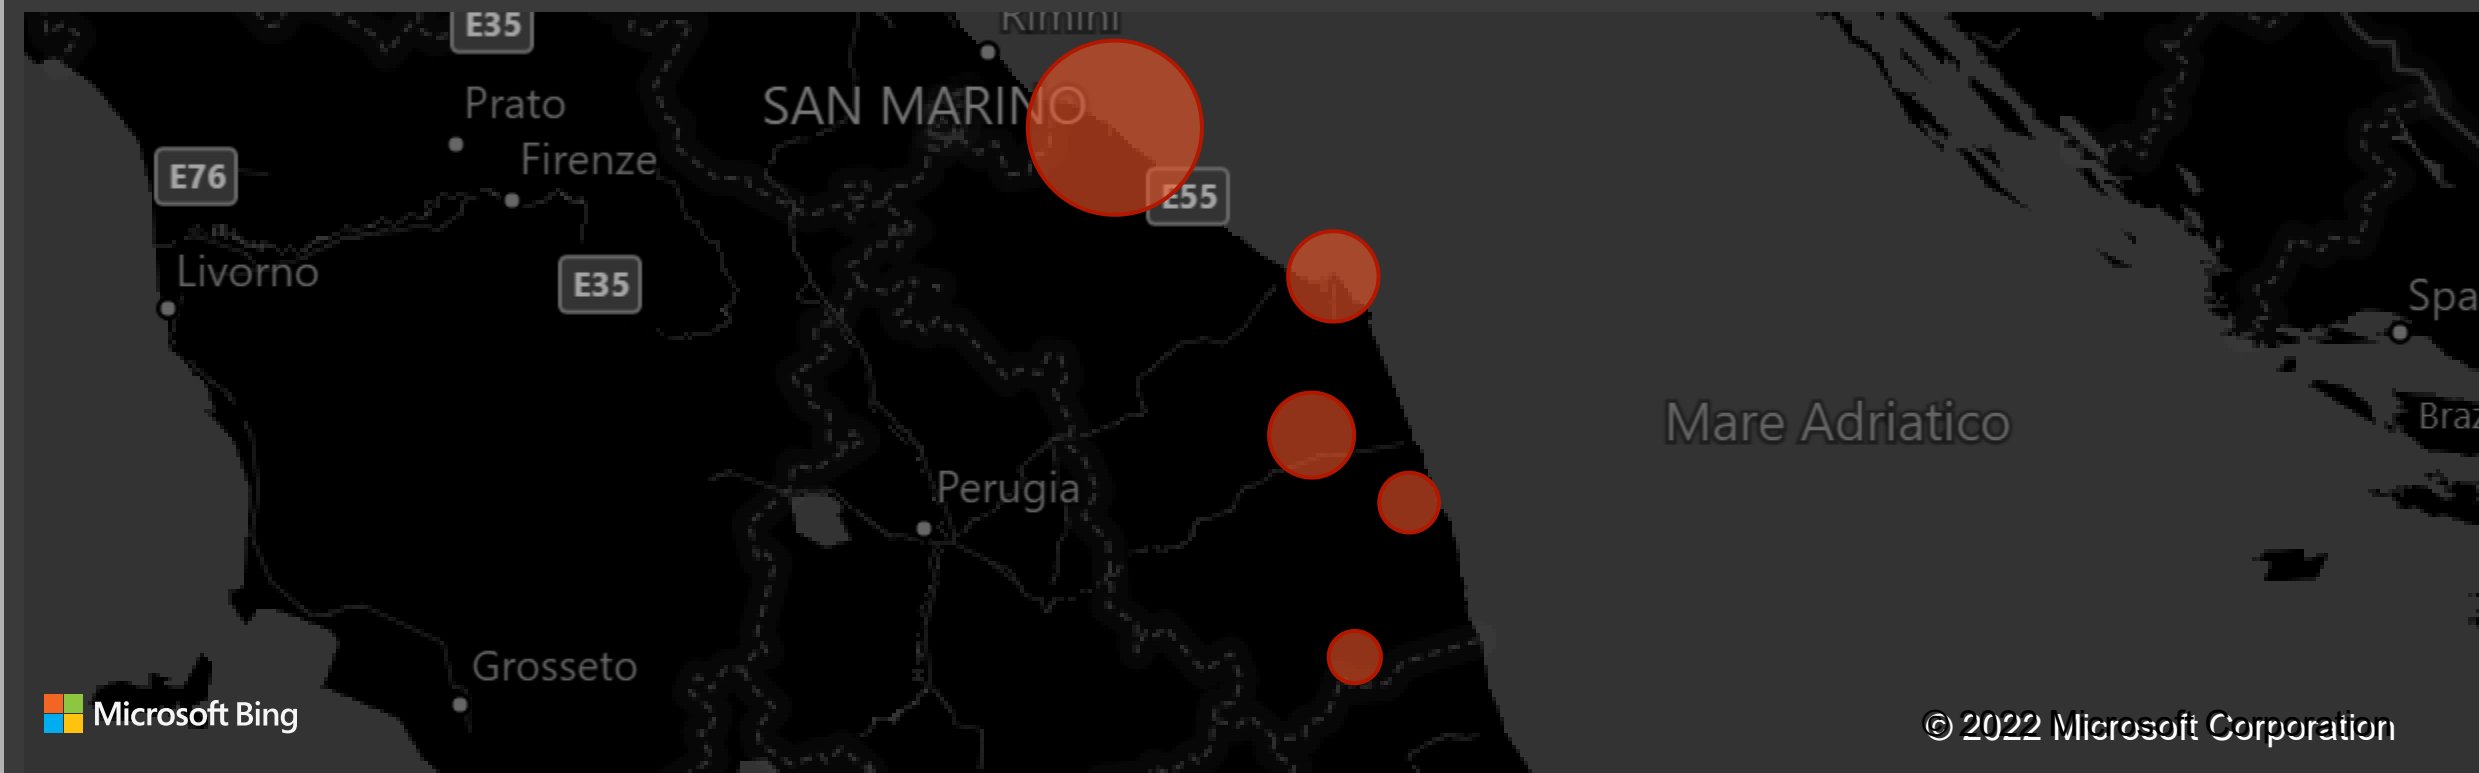 E35
Rimini
Prato
SAN MARINO
Firenze
E76
E55
Livorno
E35
Spa
Mare Adriatico
Braz
Perugia
Grosseto
Microsoft Bing
© 2022 Microsoft Corporation